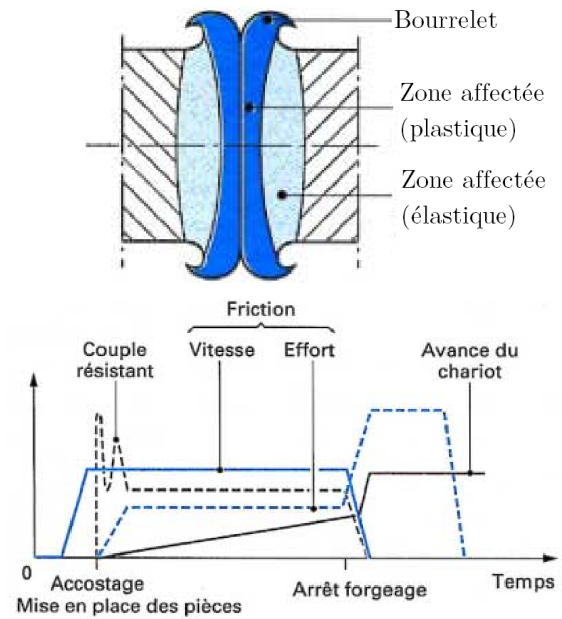 Bourrelet
Zone affectée
(plastique)
Zone affectée
(élastique)
Friction
Couple
résistant
Vitesse
Effort
Avance du
chariot
0
Accostage
Mise en place des pièces
Arrêt forgeage
Temps